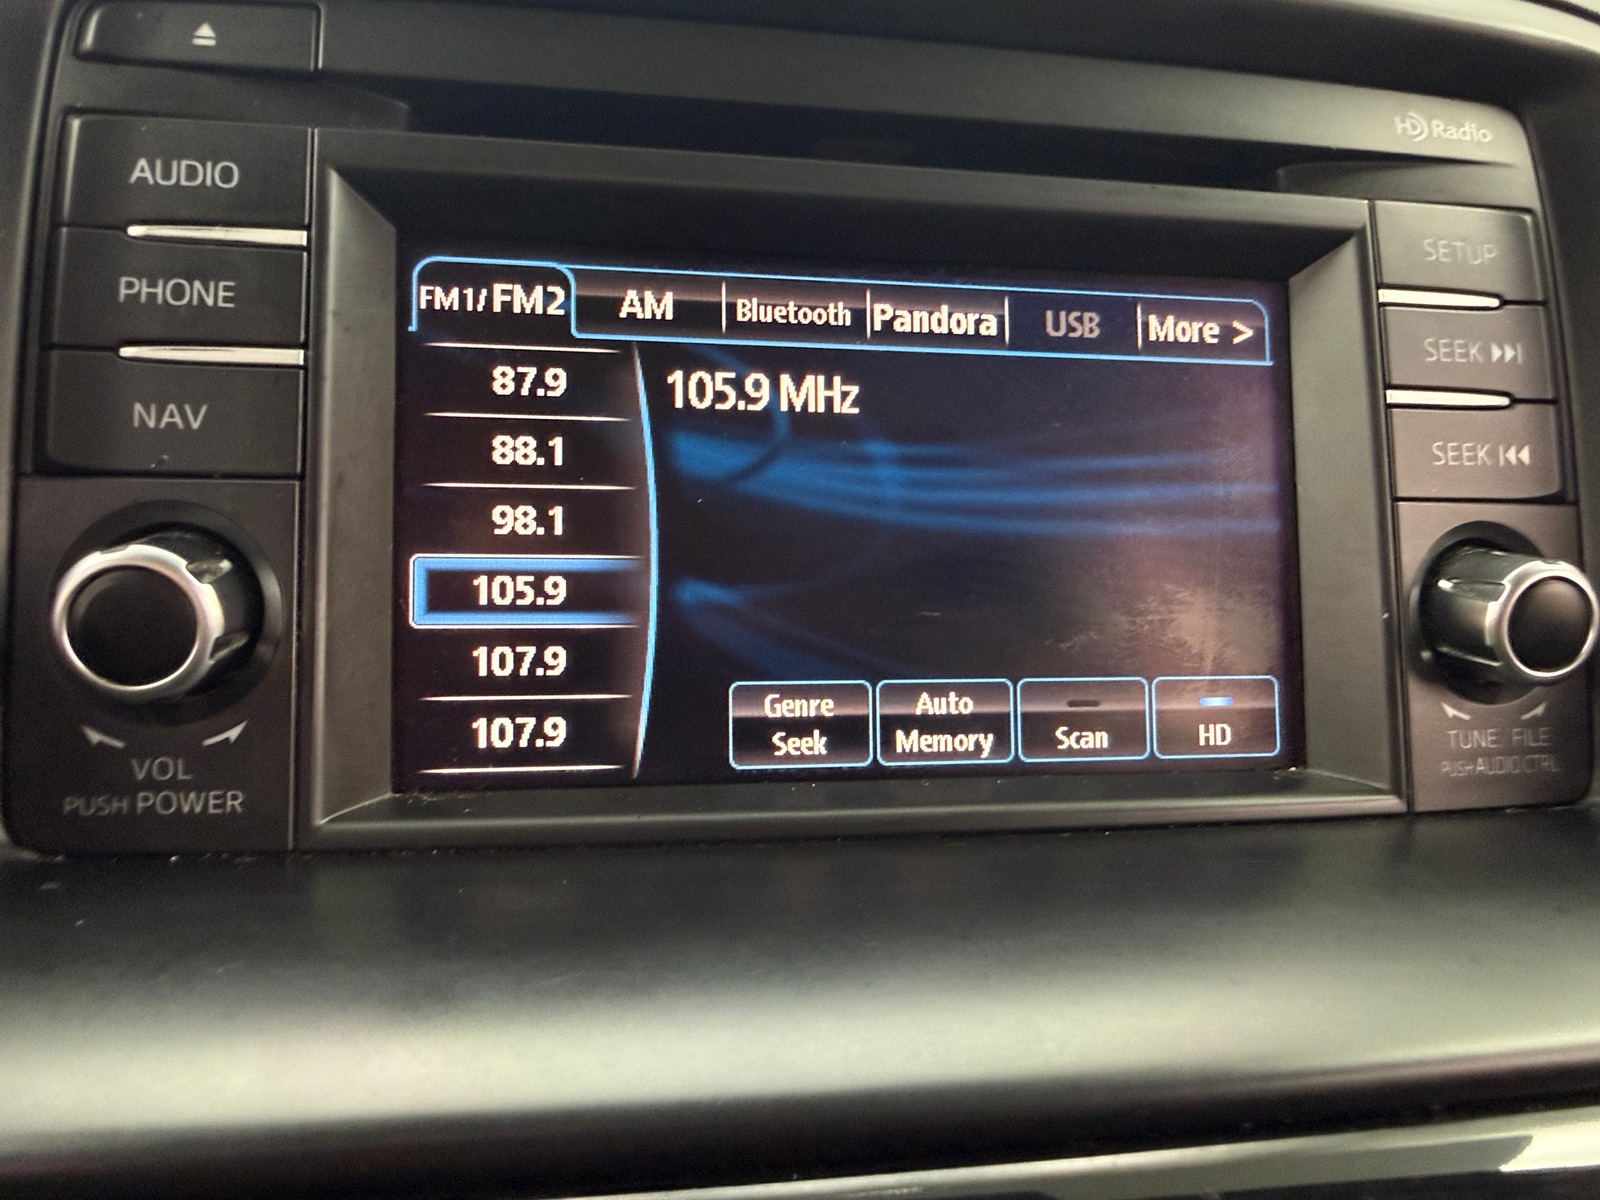 HD Radio
AUDIO
PHONE
NAV
VOL
PUSH POWER
FM1/FM2 AM Bluetooth Pandora USB More >
87.9
88.1
98.1
105.9
107.9
107.9
105.9 MHz
Genre Seek
Auto Memory
Scan
HD
SETUP
SEEK
SEEK
TUNE/FILE
PUSH AUDIO CTRL